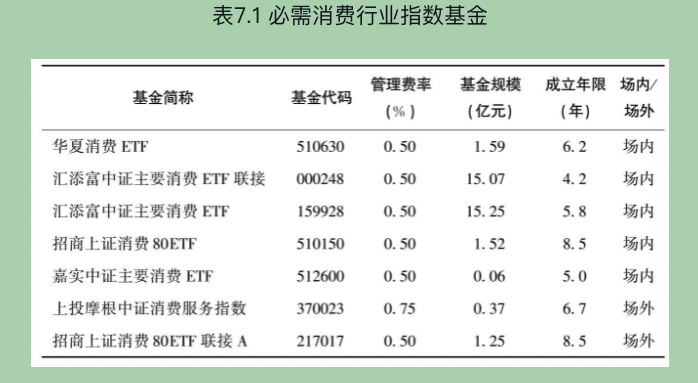 表7.1 必需消费行业指数基金
基金简称 基金代码 管理费率(%) 基金规模(亿元) 成立年限(年) 场内/场外
华夏消费 ETF 510630 0.50 1.59 6.2 场内
汇添富中证主要消费 ETF 联接 000248 0.50 15.07 4.2 场内
汇添富中证主要消费 ETF 159928 0.50 15.25 5.8 场内
招商上证消费 80ETF 510150 0.50 1.52 8.5 场内
嘉实中证主要消费 ETF 512600 0.50 0.06 5.0 场内
上投摩根中证消费服务指数 370023 0.75 0.37 6.7 场外
招商上证消费 80ETF 联接 A 217017 0.50 1.25 8.5 场外